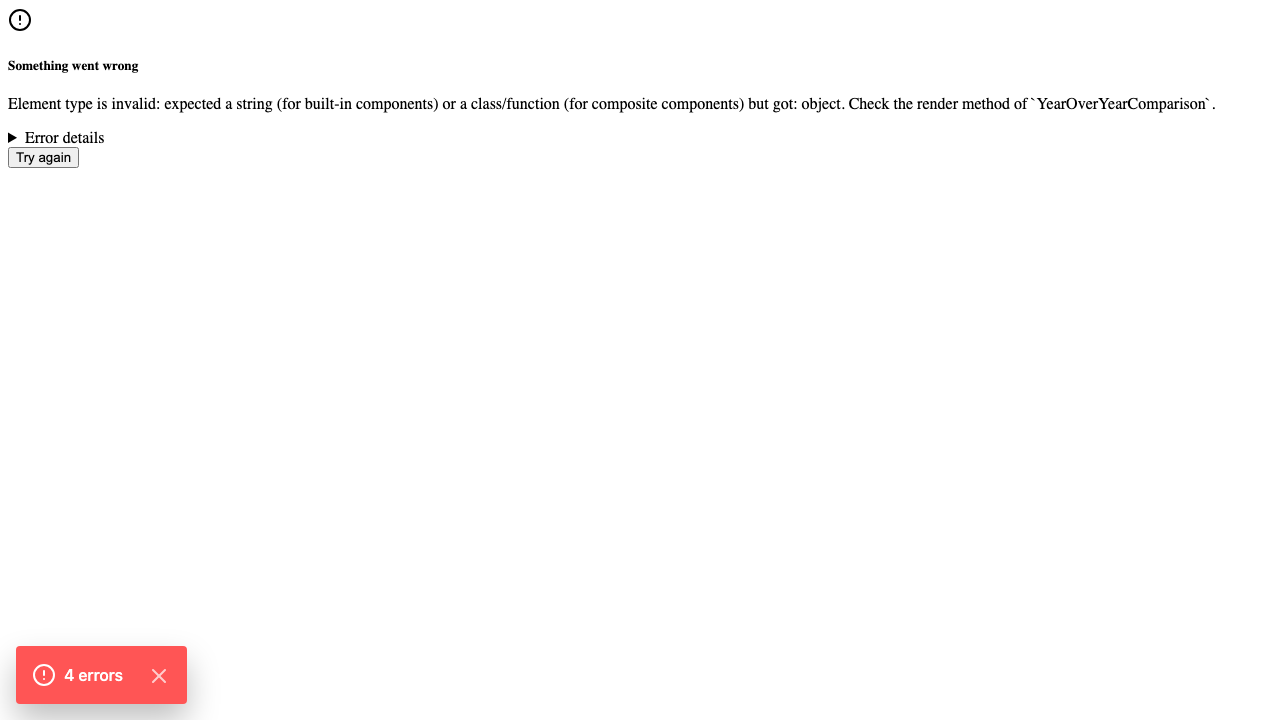 Something went wrong
Element type is invalid: expected a string (for built-in components) or a class/function (for composite components) but got: object. Check the render method of `YearOverYearComparison`.
Error details
Try again
4 errors